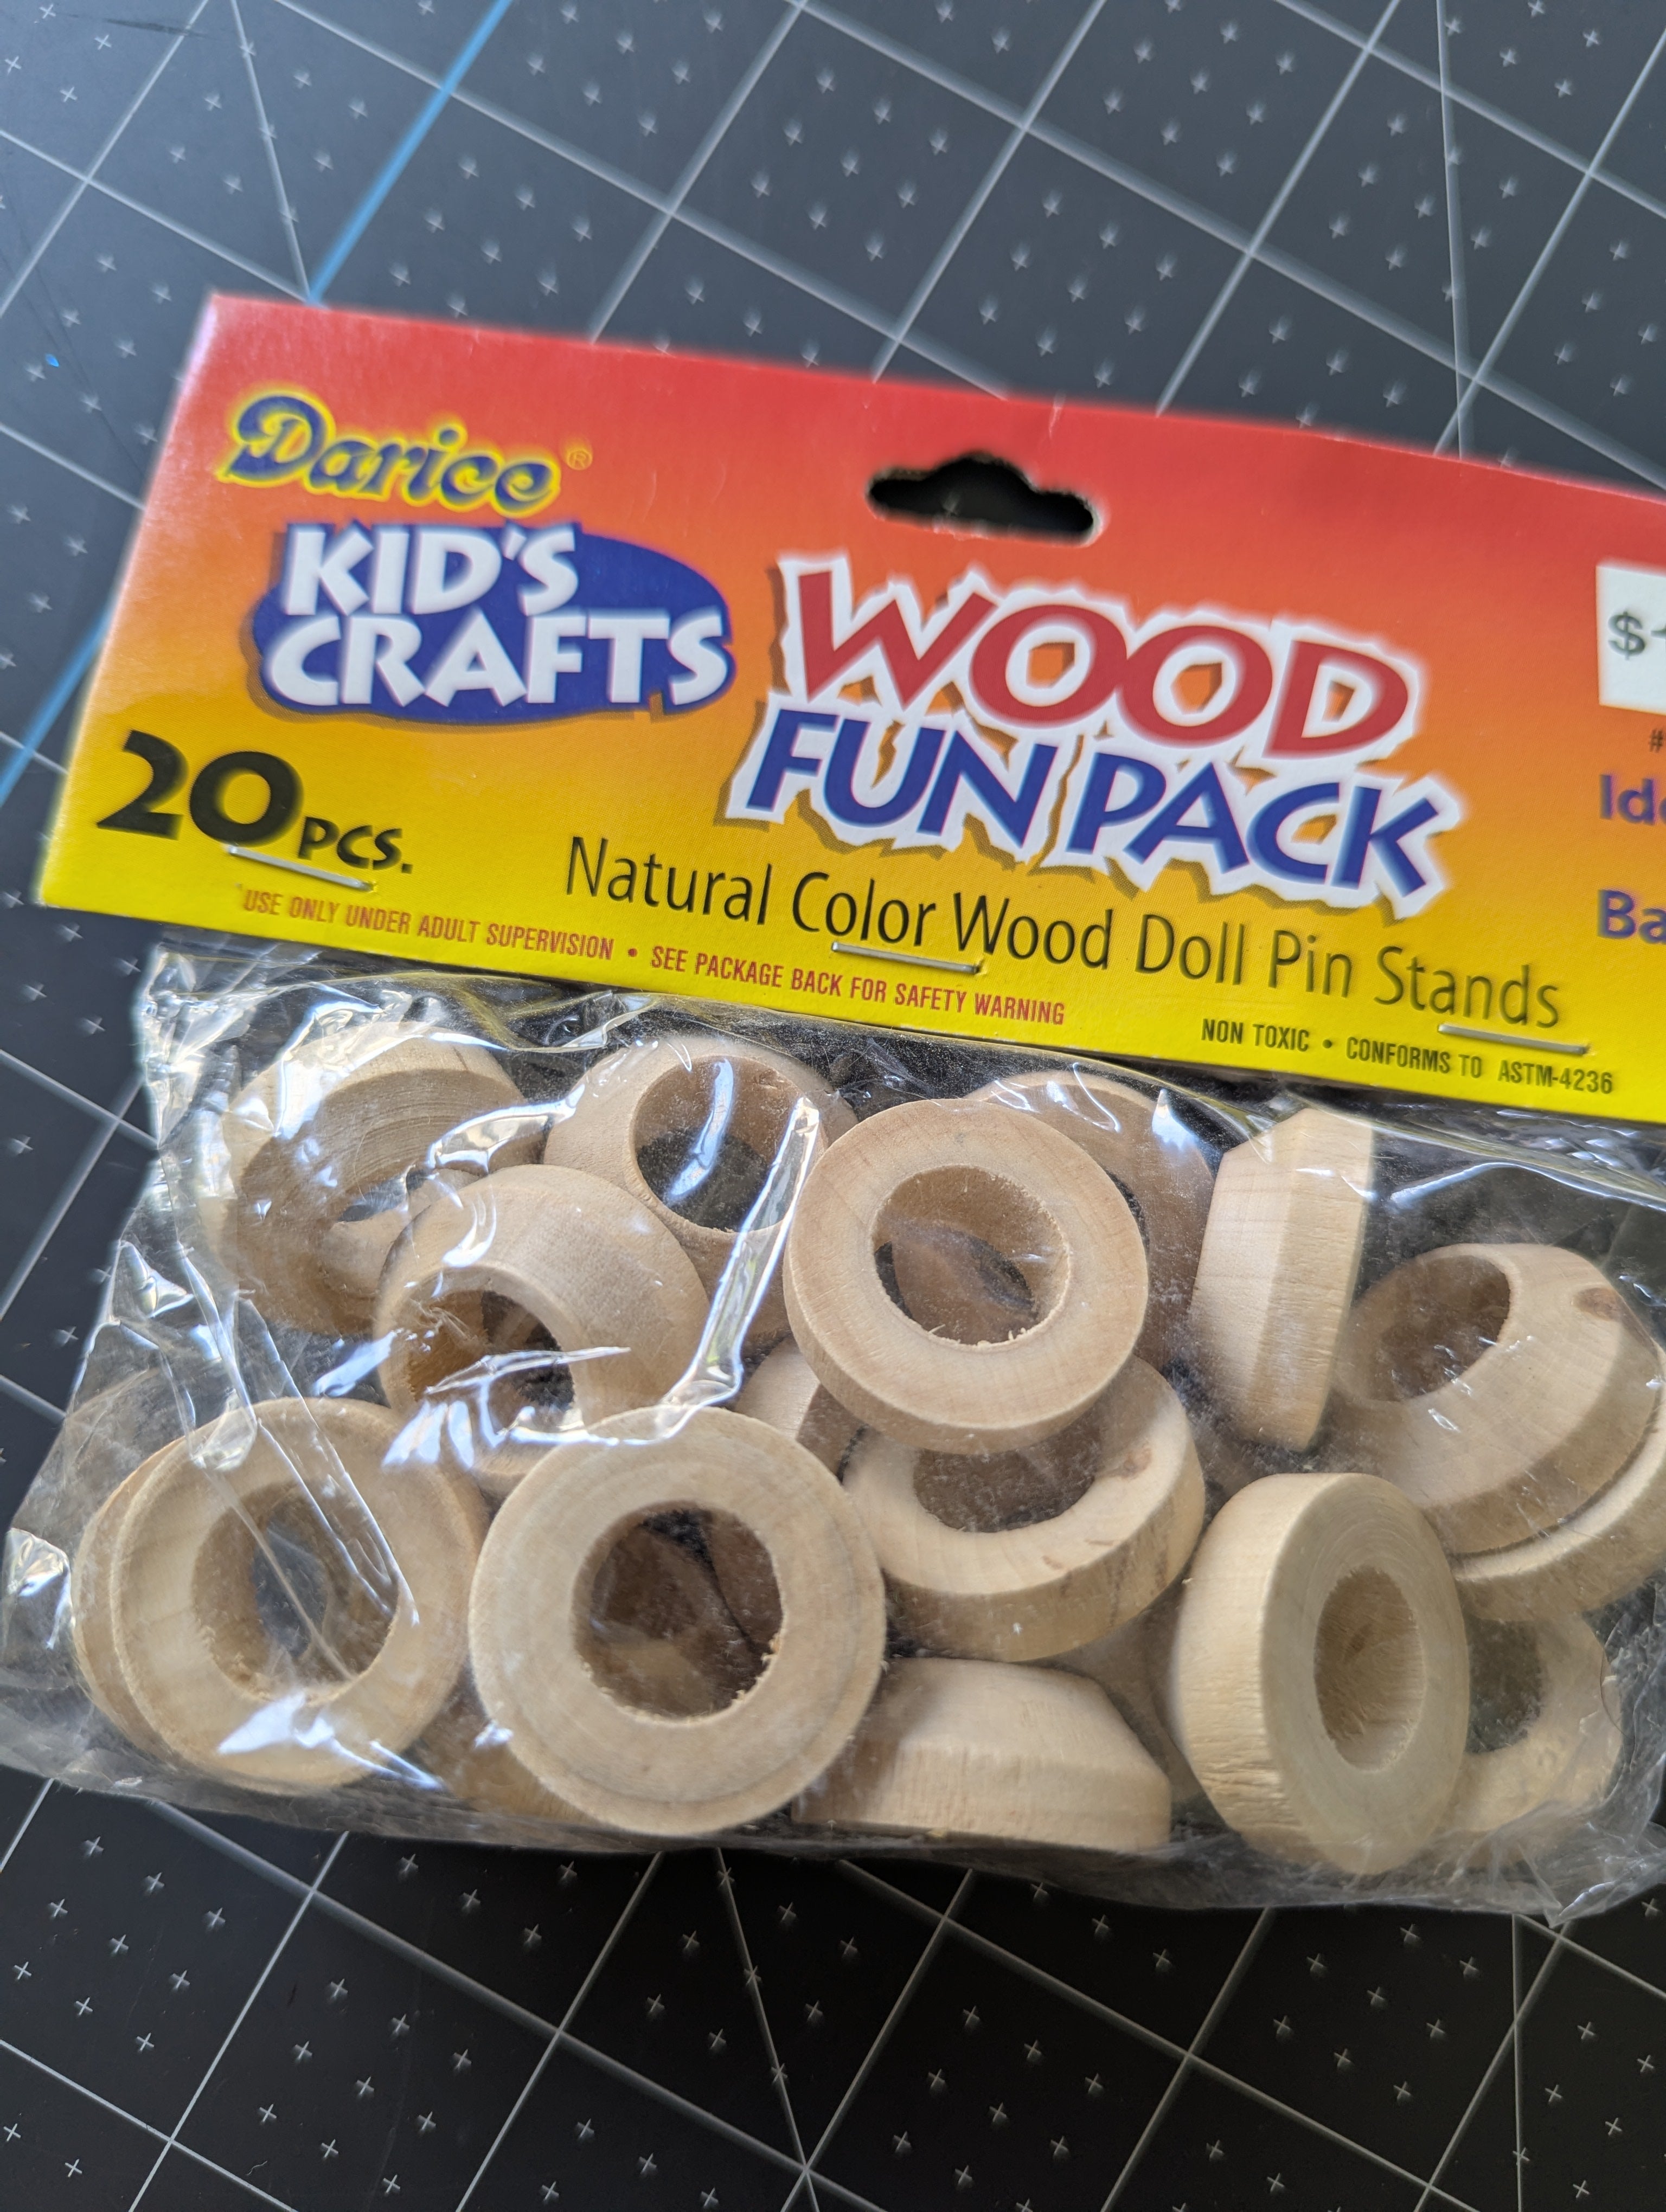 Darice®
KID'S
CRAFTS
WOOD
FUN PACK
20 PCS.
Natural Color Wood Doll Pin Stands
USE ONLY UNDER ADULT SUPERVISION • SEE PACKAGE BACK FOR SAFETY WARNING
NON TOXIC • CONFORMS TO ASTM-4236
$
#